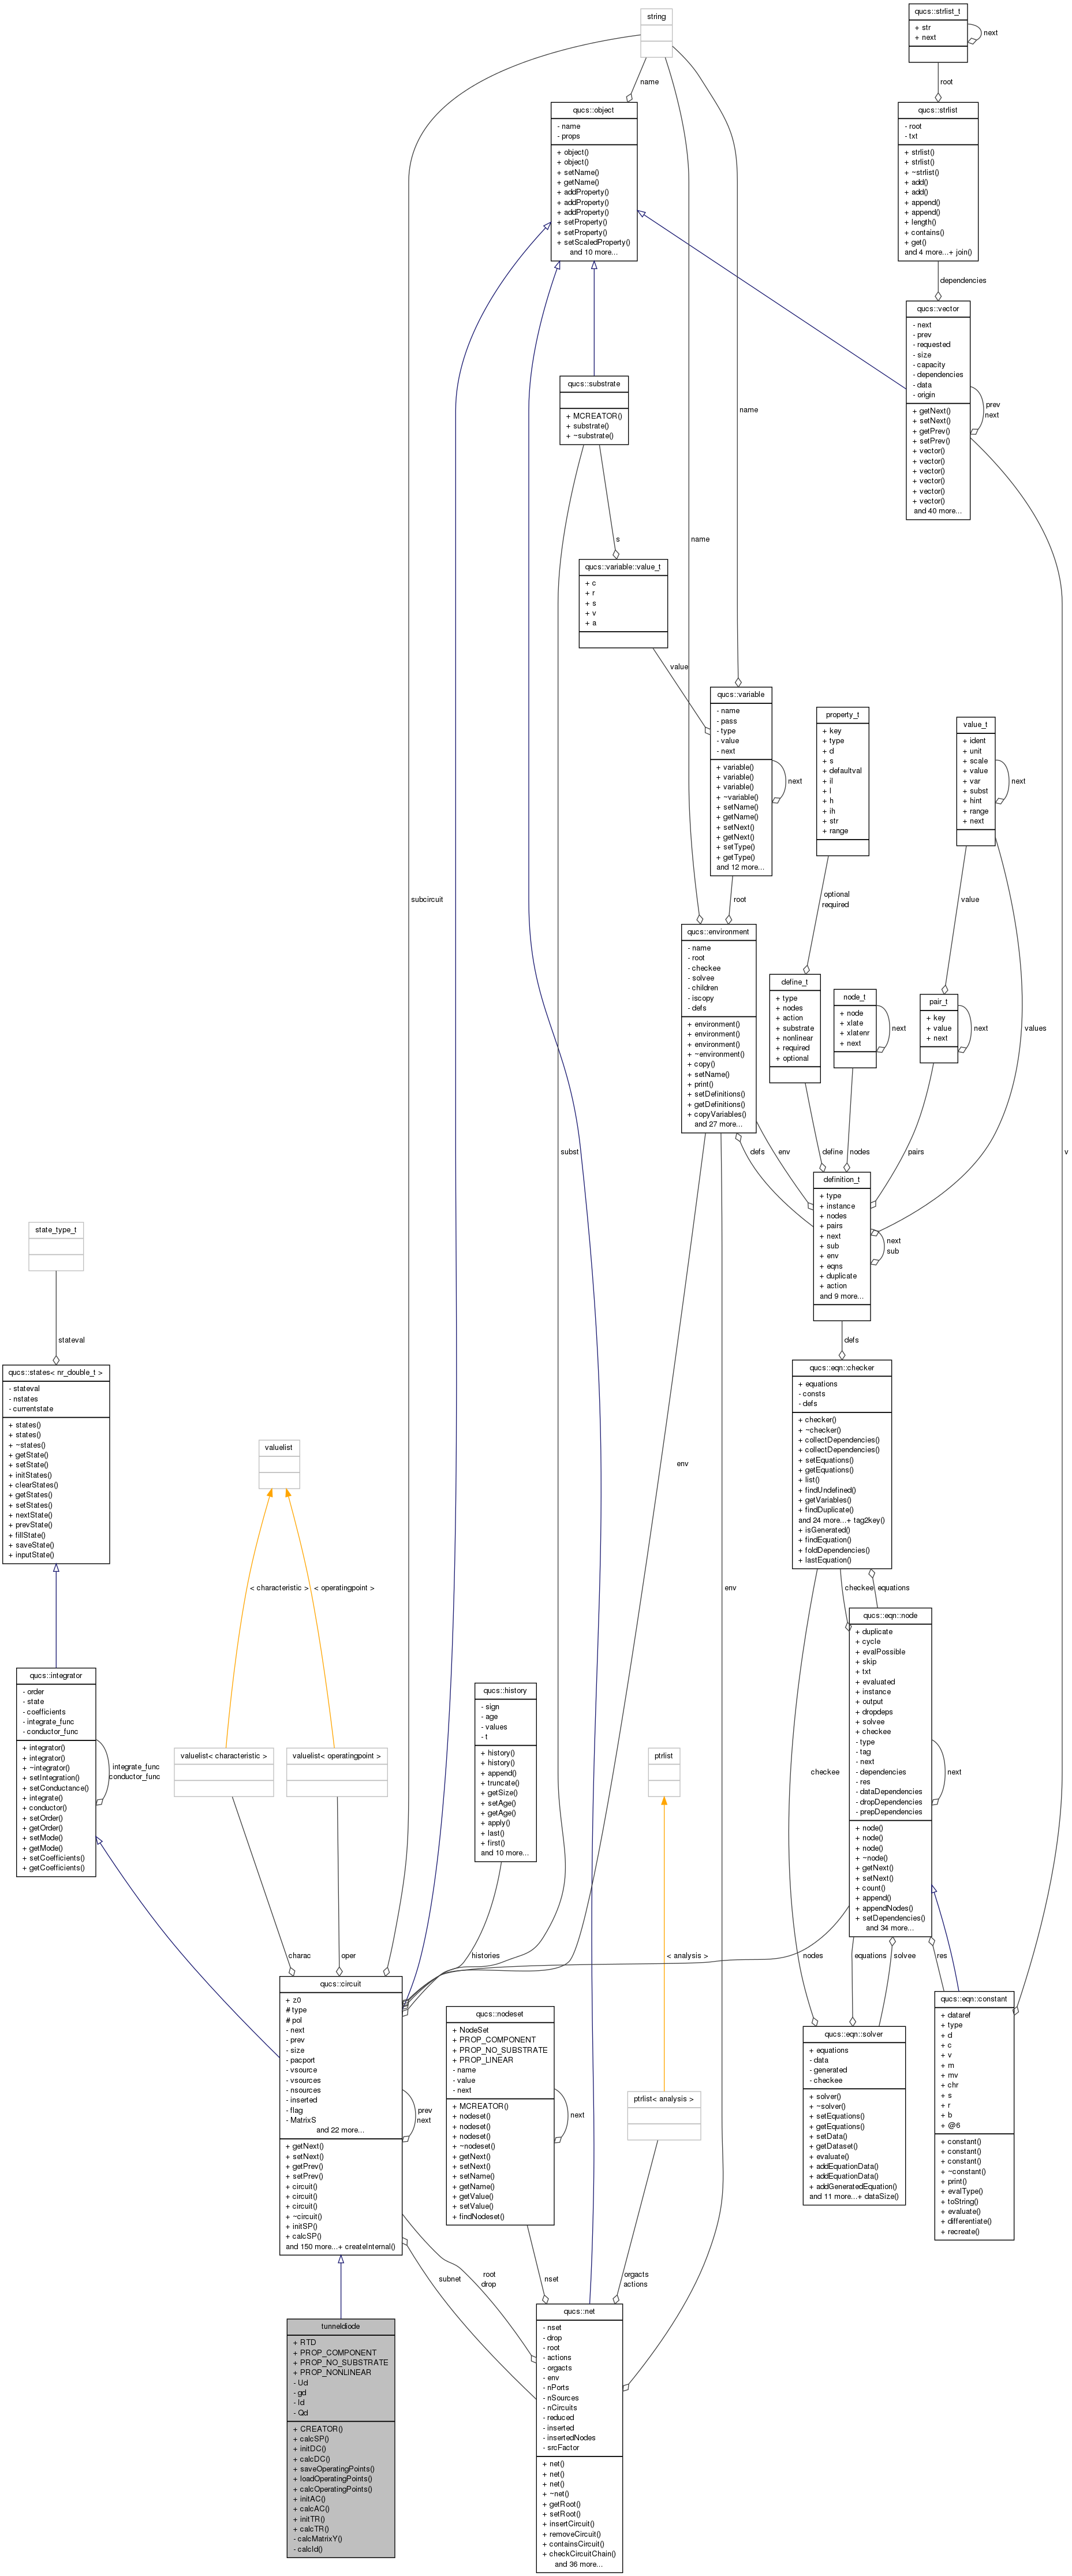 string
name
qucs::object
- name
- props
+ object()
+ object()
+ setName()
+ getName()
+ addProperty()
+ addProperty()
+ addProperty()
+ setProperty()
+ setProperty()
+ setScaledProperty()
and 10 more...
qucs::strlist_t
+ str
+ next
next
root
qucs::strlist
- root
- txt
+ strlist()
+ strlist()
+ ~strlist()
+ add()
+ add()
+ append()
+ append()
+ length()
+ contains()
+ get()
and 4 more...+ join()
dependencies
qucs::vector
- next
- prev
- requested
- size
- capacity
- dependencies
- data
- origin
+ getNext()
+ setNext()
+ getPrev()
+ setPrev()
+ vector()
+ vector()
+ vector()
+ vector()
+ vector()
+ vector()
and 40 more...
prev
next
qucs::substrate
+ MCREATOR()
+ substrate()
+ ~substrate()
name
name
s
qucs::variable::value_t
+ c
+ r
+ s
+ v
+ a
value
qucs::variable
- name
- pass
- type
- value
- next
+ variable()
+ variable()
+ variable()
+ ~variable()
+ setName()
+ getName()
+ setNext()
+ getNext()
+ setType()
+ getType()
and 12 more...
next
root
property_t
+ key
+ type
+ d
+ s
+ defaultval
+ il
+ l
+ h
+ ih
+ str
+ range
optional
required
value_t
+ ident
+ unit
+ scale
+ value
+ var
+ subst
+ hint
+ range
+ next
next
value
values
v
subcircuit
subst
qucs::environment
- name
- root
- checkee
- solvee
- children
- iscopy
- defs
+ environment()
+ environment()
+ environment()
+ ~environment()
+ copy()
+ setName()
+ print()
+ setDefinitions()
+ getDefinitions()
+ copyVariables()
and 27 more...
define_t
+ type
+ nodes
+ action
+ substrate
+ nonlinear
+ required
+ optional
node_t
+ node
+ xlate
+ xlatenr
+ next
next
pair_t
+ key
+ value
+ next
next
defs
env
define
nodes
pairs
definition_t
+ type
+ instance
+ nodes
+ pairs
+ next
+ sub
+ env
+ eqns
+ duplicate
+ action
and 9 more...
next
sub
defs
state_type_t
stateval
qucs::states< nr_double_t >
- stateval
- nstates
- currentstate
+ states()
+ states()
+ ~states()
+ getState()
+ setState()
+ initStates()
+ clearStates()
+ getStates()
+ setStates()
+ nextState()
+ prevState()
+ fillState()
+ saveState()
+ inputState()
valuelist
< characteristic >
< operatingpoint >
env
env
qucs::eqn::checker
+ equations
- consts
- defs
+ checker()
+ ~checker()
+ collectDependencies()
+ collectDependencies()
+ setEquations()
+ getEquations()
+ list()
+ findUndefined()
+ getVariables()
+ findDuplicate()
and 24 more...+ tag2key()
+ isGenerated()
+ findEquation()
+ foldDependencies()
+ lastEquation()
checkee
equations
qucs::eqn::node
+ duplicate
+ cycle
+ evalPossible
+ skip
+ txt
+ evaluated
+ instance
+ output
+ dropdeps
+ solvee
+ checkee
- type
- tag
- next
- dependencies
- res
- dataDependencies
- dropDependencies
- prepDependencies
+ node()
+ node()
+ node()
+ ~node()
+ getNext()
+ setNext()
+ count()
+ append()
+ appendNodes()
+ setDependencies()
and 34 more...
next
checkee
qucs::integrator
- order
- state
- coefficients
- integrate_func
- conductor_func
+ integrator()
+ integrator()
+ ~integrator()
+ setIntegration()
+ setConductance()
+ integrate()
+ conductor()
+ setOrder()
+ getOrder()
+ setMode()
+ getMode()
+ setCoefficients()
+ getCoefficients()
integrate_func
conductor_func
valuelist< characteristic >
valuelist< operatingpoint >
qucs::history
- sign
- age
- values
- t
+ history()
+ history()
+ append()
+ truncate()
+ getSize()
+ setAge()
+ getAge()
+ apply()
+ last()
+ first()
and 10 more...
ptrlist
charac
oper
histories
< analysis >
nodes
equations
solvee
res
qucs::circuit
+ z0
# type
# pol
- next
- prev
- size
- pacport
- vsource
- vsources
- nsources
- inserted
- flag
- MatrixS
and 22 more...
+ getNext()
+ setNext()
+ getPrev()
+ setPrev()
+ circuit()
+ circuit()
+ circuit()
+ ~circuit()
+ initSP()
+ calcSP()
and 150 more...+ createInternal()
prev
next
qucs::nodeset
+ NodeSet
+ PROP_COMPONENT
+ PROP_NO_SUBSTRATE
+ PROP_LINEAR
- name
- value
- next
+ MCREATOR()
+ nodeset()
+ nodeset()
+ nodeset()
+ ~nodeset()
+ getNext()
+ setNext()
+ setName()
+ getName()
+ getValue()
+ setValue()
+ findNodeset()
next
ptrlist< analysis >
qucs::eqn::solver
+ equations
- data
- generated
- checkee
+ solver()
+ ~solver()
+ setEquations()
+ getEquations()
+ setData()
+ getDataset()
+ evaluate()
+ addEquationData()
+ addEquationData()
+ addGeneratedEquation()
and 11 more...+ dataSize()
qucs::eqn::constant
+ dataref
+ type
+ d
+ c
+ v
+ m
+ mv
+ chr
+ s
+ r
+ b
+ @6
+ constant()
+ constant()
+ constant()
+ ~constant()
+ print()
+ evalType()
+ toString()
+ evaluate()
+ differentiate()
+ recreate()
subnet
root
drop
nset
orgacts
actions
tunneldiode
+ RTD
+ PROP_COMPONENT
+ PROP_NO_SUBSTRATE
+ PROP_NONLINEAR
- Ud
- gd
- Id
- Qd
+ CREATOR()
+ calcSP()
+ initDC()
+ calcDC()
+ saveOperatingPoints()
+ loadOperatingPoints()
+ calcOperatingPoints()
+ initAC()
+ calcAC()
+ initTR()
+ calcTR()
- calcMatrixY()
- calcId()
qucs::net
- nset
- drop
- root
- actions
- orgacts
- env
- nPorts
- nSources
- nCircuits
- reduced
- inserted
- insertedNodes
- srcFactor
+ net()
+ net()
+ net()
+ ~net()
+ getRoot()
+ setRoot()
+ insertCircuit()
+ removeCircuit()
+ containsCircuit()
+ checkCircuitChain()
and 36 more...